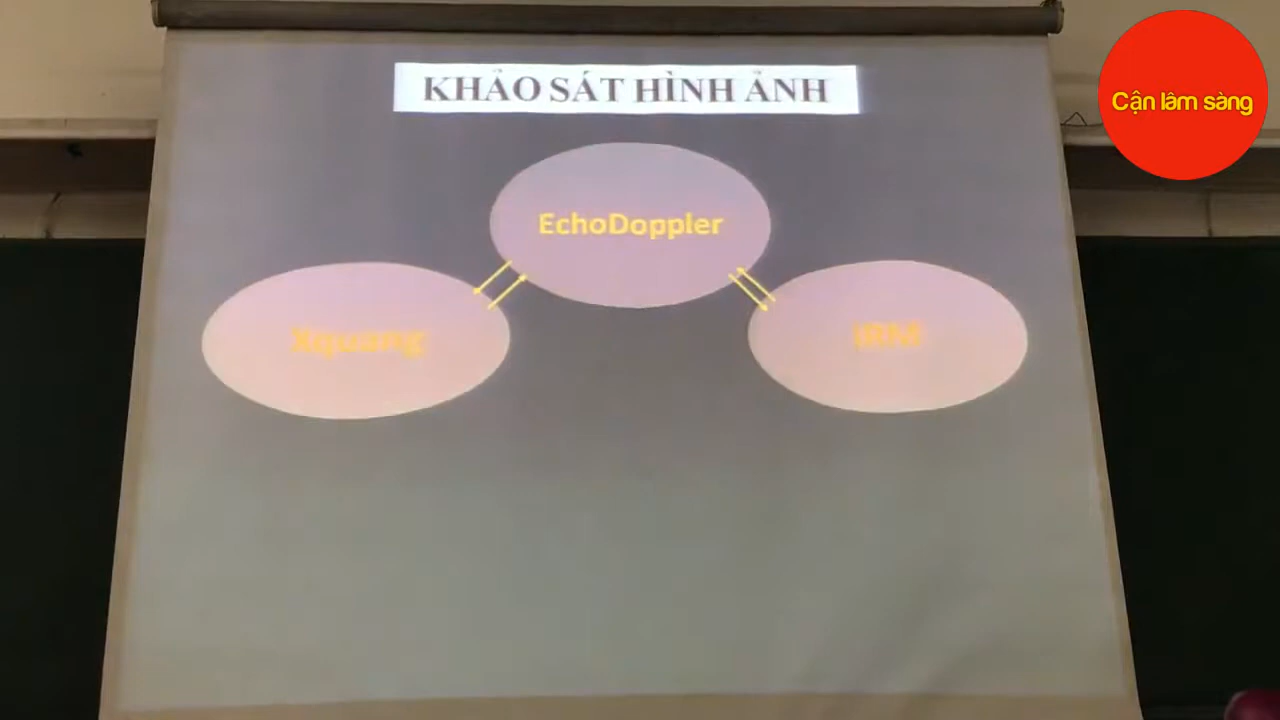 KHẢO SÁT HÌNH ẢNH
Cận lâm sàng
EchoDoppler
Xquang
IRM